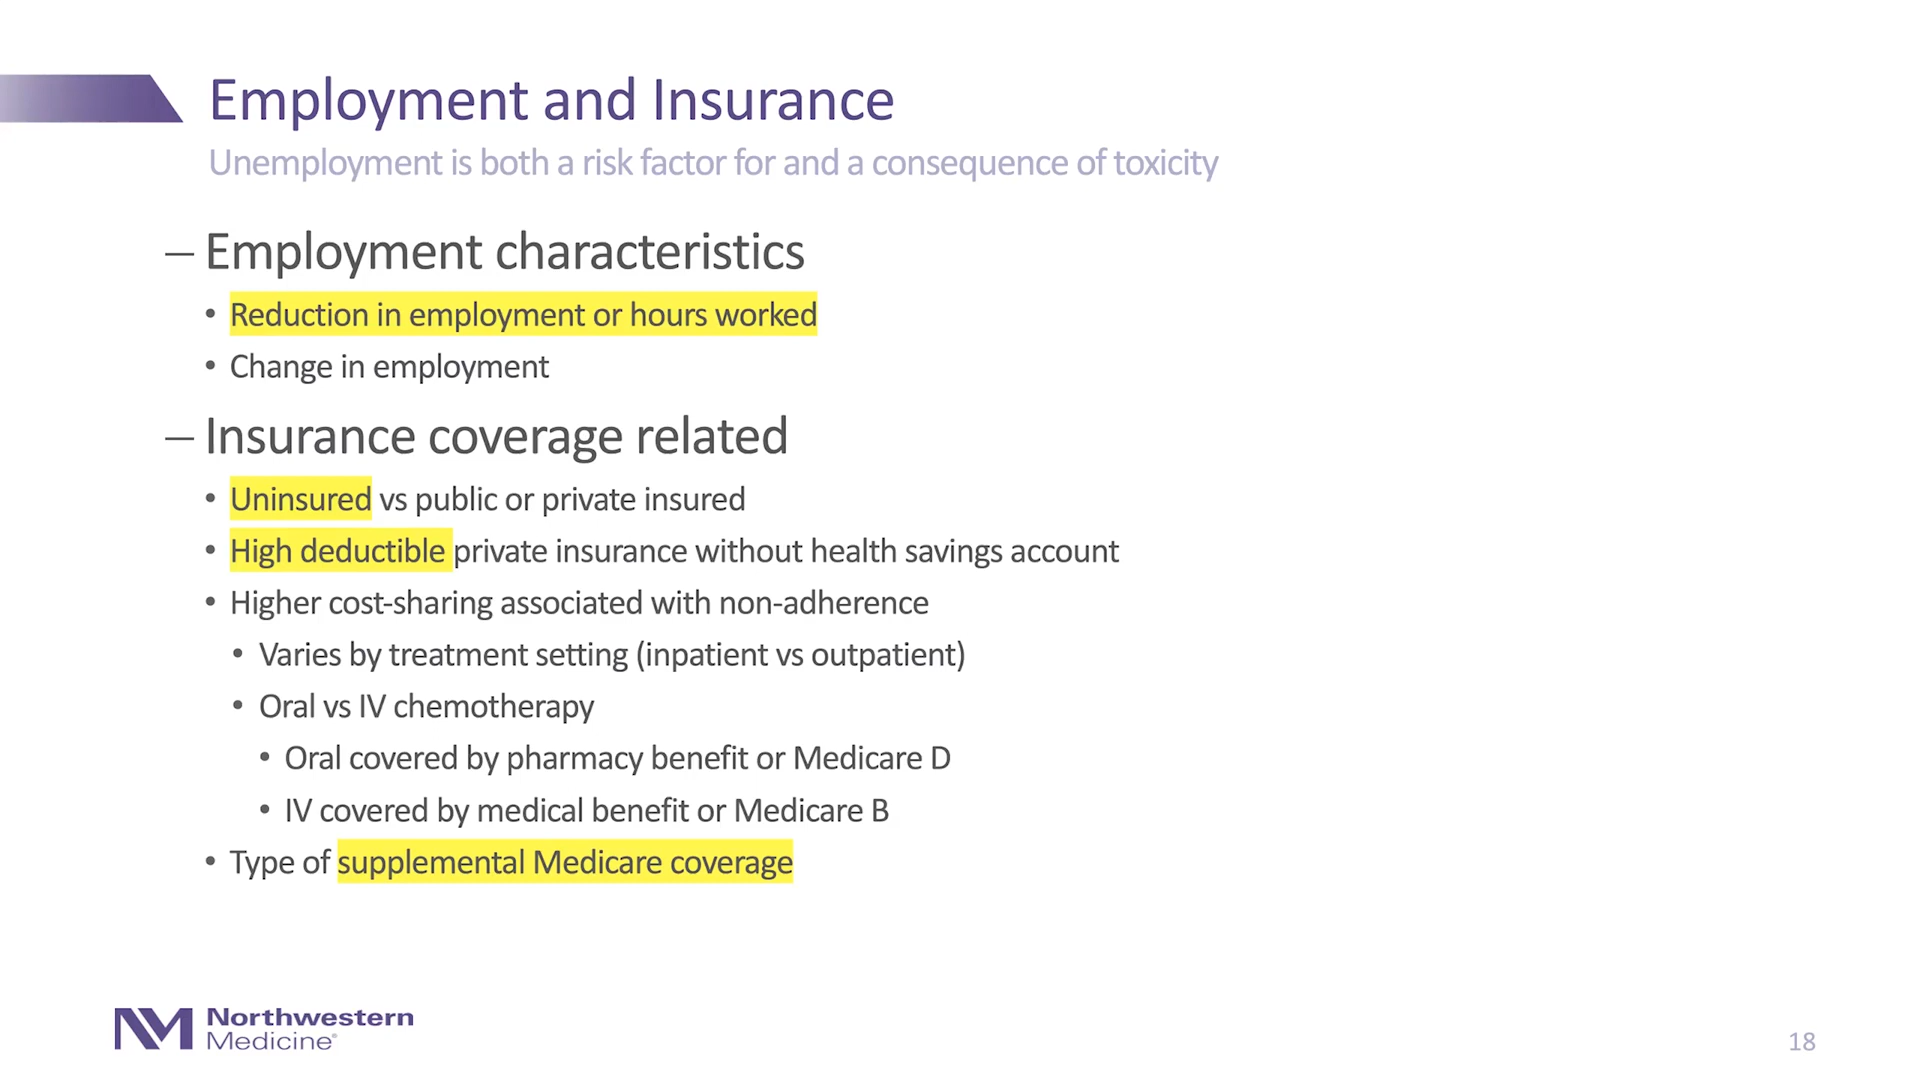 Employment and Insurance
Unemployment is both a risk factor for and a consequence of toxicity
– Employment characteristics
• Reduction in employment or hours worked
• Change in employment
– Insurance coverage related
• Uninsured vs public or private insured
• High deductible private insurance without health savings account
• Higher cost-sharing associated with non-adherence
• Varies by treatment setting (inpatient vs outpatient)
• Oral vs IV chemotherapy
• Oral covered by pharmacy benefit or Medicare D
• IV covered by medical benefit or Medicare B
• Type of supplemental Medicare coverage
NM Northwestern
Medicine®
18